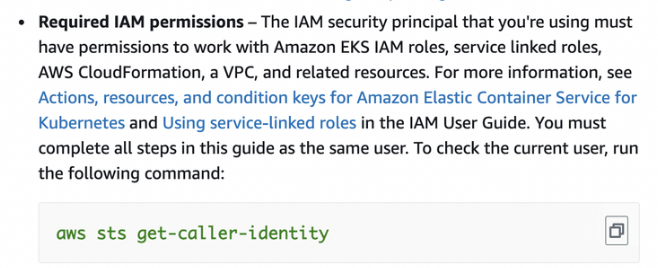 • Required IAM permissions – The IAM security principal that you're using must
have permissions to work with Amazon EKS IAM roles, service linked roles,
AWS CloudFormation, a VPC, and related resources. For more information, see
Actions, resources, and condition keys for Amazon Elastic Container Service for
Kubernetes and Using service-linked roles in the IAM User Guide. You must
complete all steps in this guide as the same user. To check the current user, run
the following command:
aws sts get-caller-identity